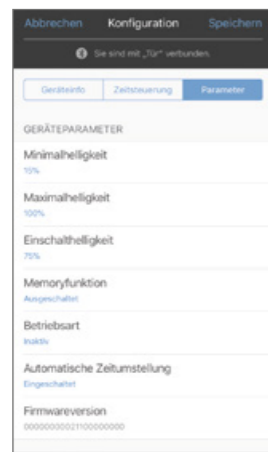 Abbrechen Konfiguration Speichern
Sie sind mit „Tür“ verbunden.
Geräteinfo Zeitsteuerung Parameter
GERÄTEPARAMETER
Minimalhelligkeit
15%
Maximalhelligkeit
100%
Einschalthelligkeit
75%
Memoryfunktion
Ausgeschaltet
Betriebsart
Inaktiv
Automatische Zeitumstellung
Eingeschaltet
Firmwareversion